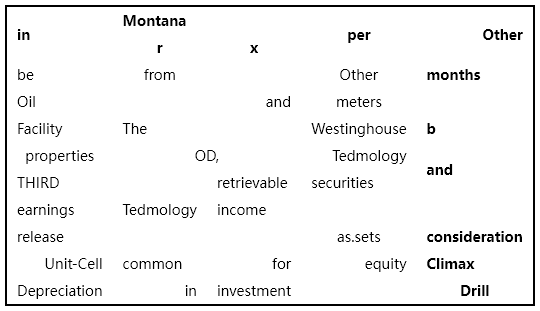 in Montana per Other
r x
be from Other months
Oil and meters
Facility The Westinghouse b
properties OD, Tedmology and
THIRD retrievable securities
earnings Tedmology income
release as.sets consideration
Unit-Cell common for equity Climax
Depreciation in investment Drill